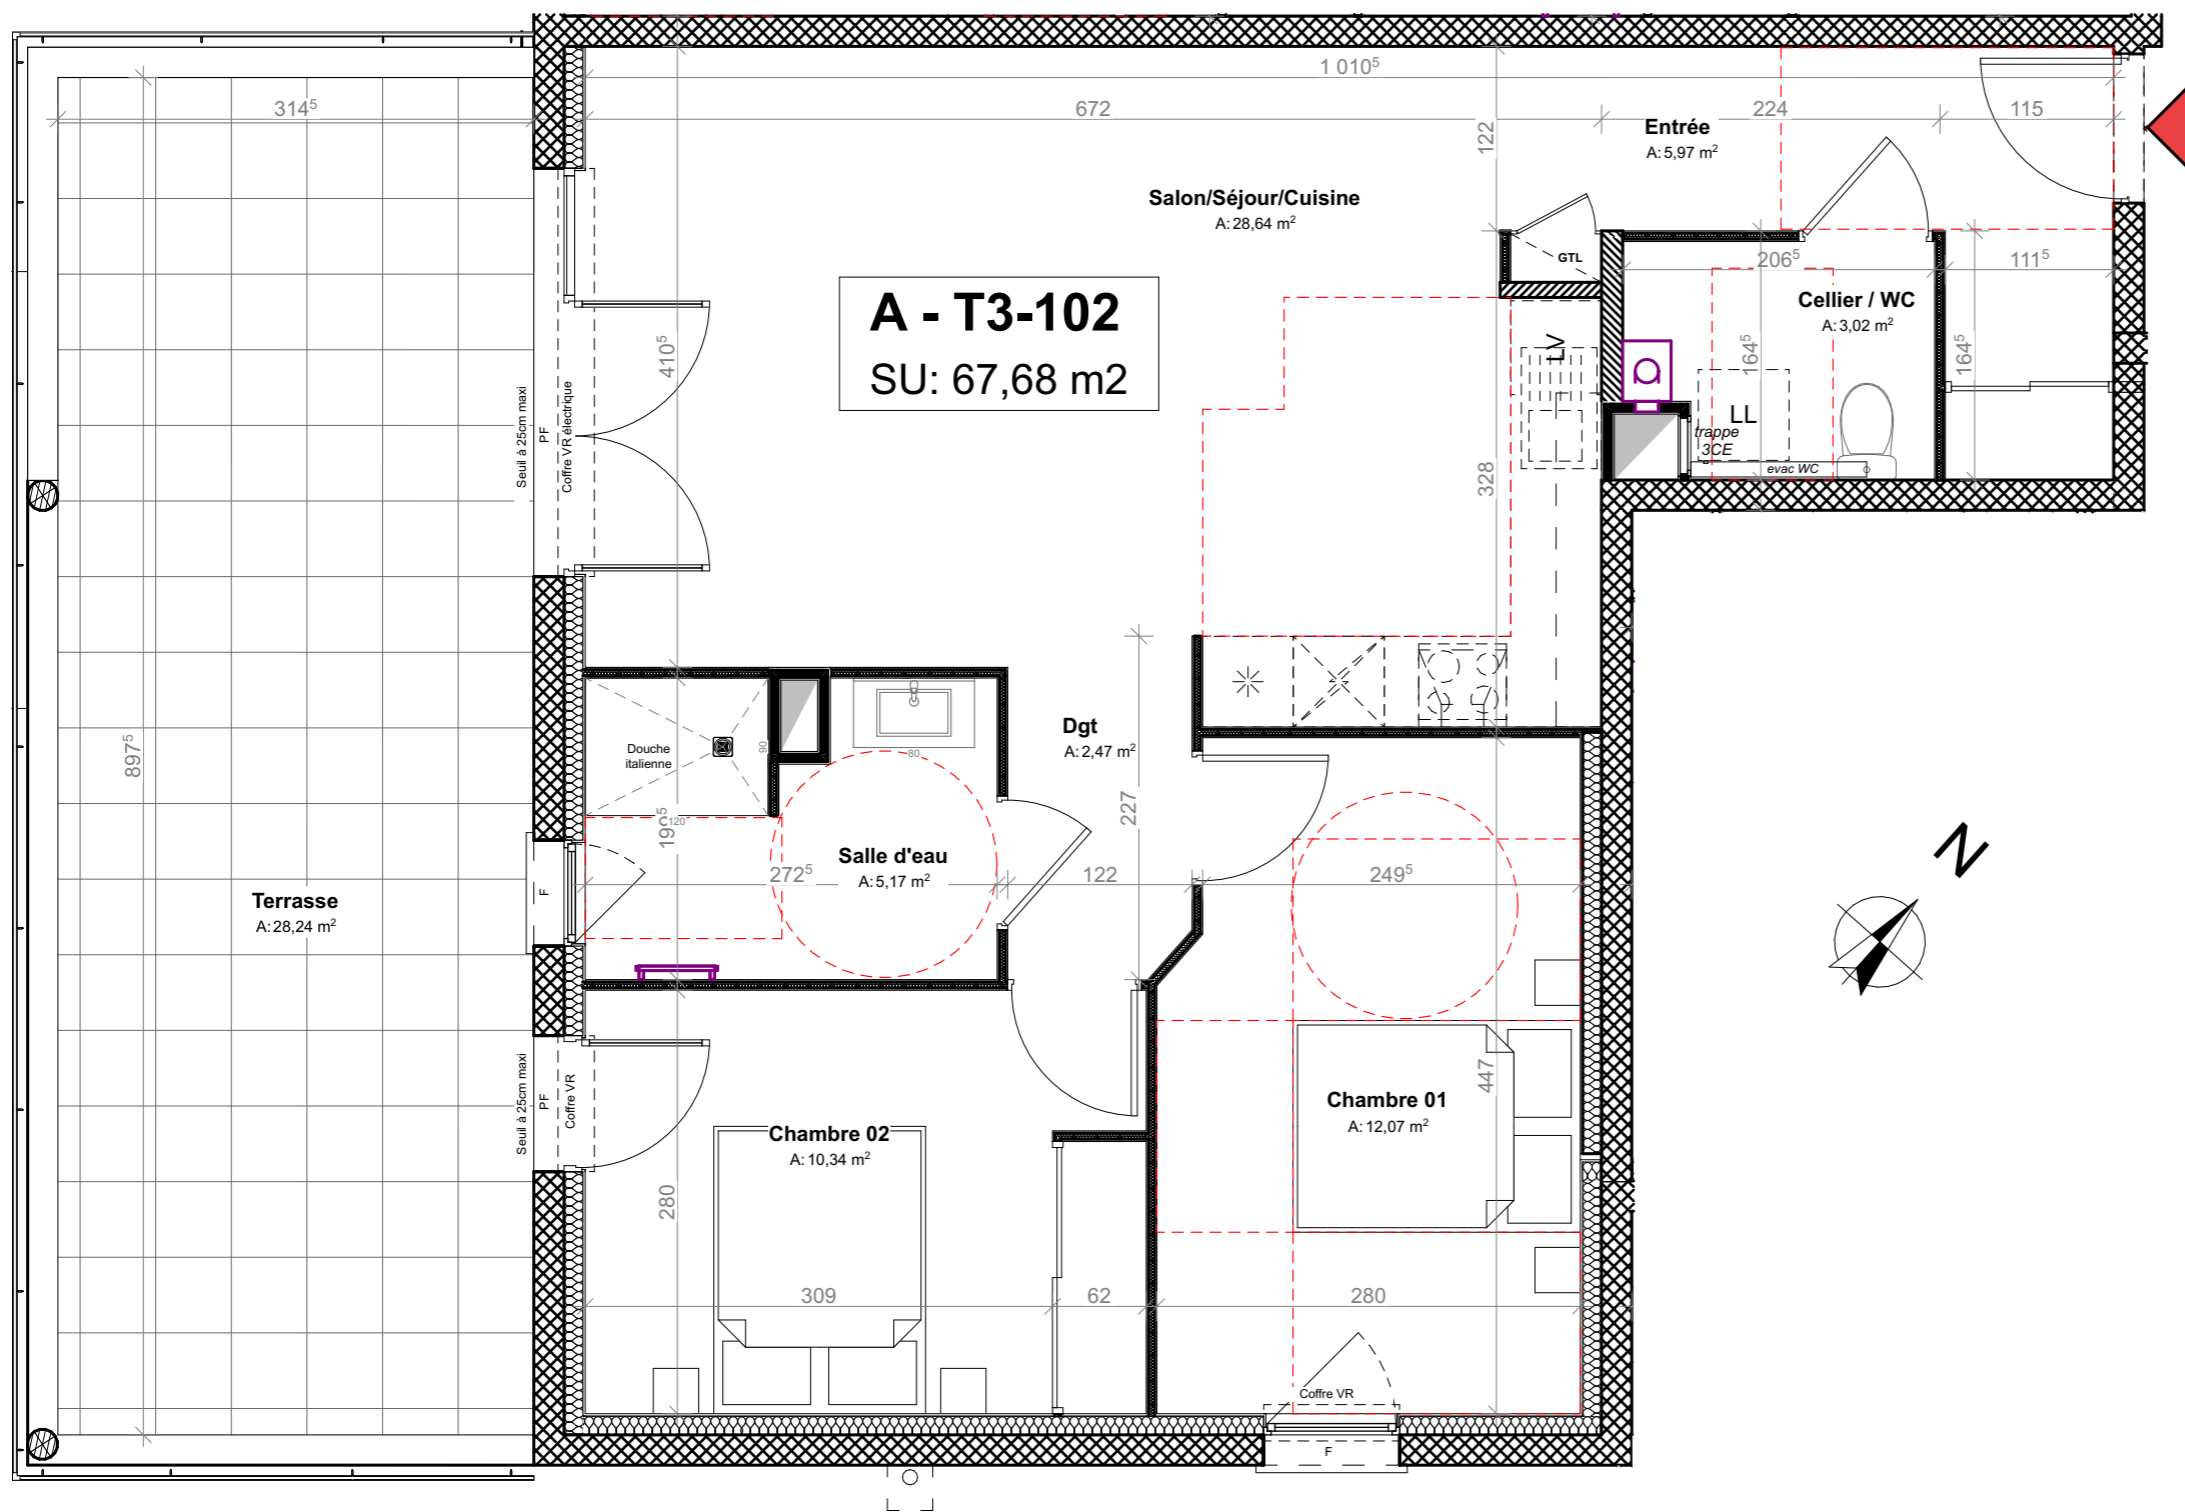 1 010⁵
314⁵
672
224
115
122
Entrée
A: 5,97 m²
Salon/Séjour/Cuisine
A: 28,64 m²
GTL
206⁵
111⁵
A - T3-102
SU: 67,68 m2
Cellier / WC
A: 3,02 m²
410⁵
LV
164⁵
164⁵
LL
trappe
3CE
evac WC
Seuil à 25cm maxi
PF
Coffre VR électrique
328
Dgt
A: 2,47 m²
Douche
italienne
90
80
897⁵
120
227
Salle d'eau
A: 5,17 m²
272⁵
122
249⁵
Terrasse
A: 28,24 m²
F
N
Seuil à 25cm maxi
PF
Coffre VR
447
Chambre 01
A: 12,07 m²
Chambre 02
A: 10,34 m²
280
309
62
280
Coffre VR
F